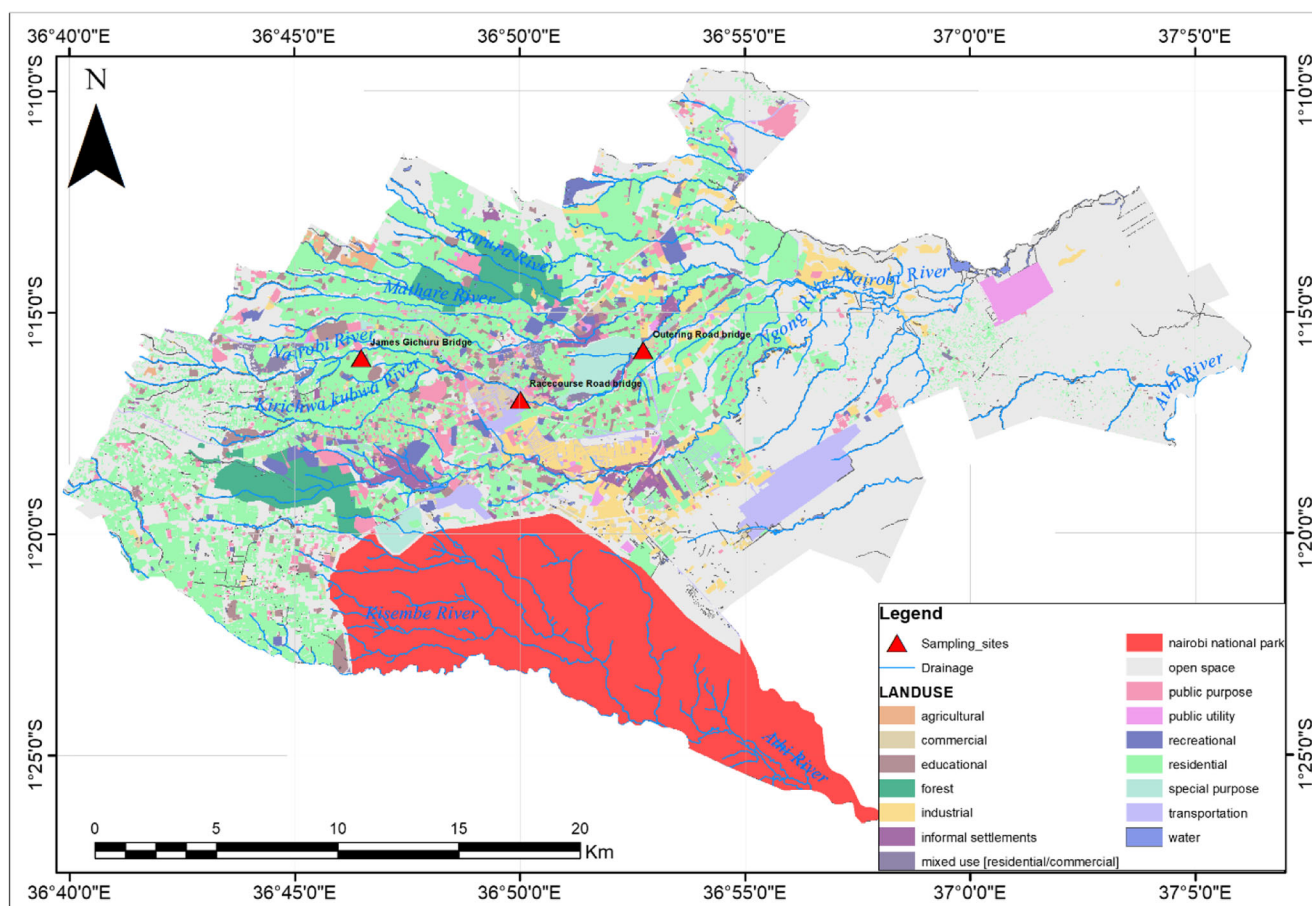 36°40'0"E 36°45'0"E 36°50'0"E 36°55'0"E 37°0'0"E 37°5'0"E
N
1°10'0"S 1°10'0"S
Karura River
Mathare River
Nairobi River
Ngong River
1°15'0"S 1°15'0"S
Nairobi River
James Gichuru Bridge
Outering Road bridge
Racecourse Road bridge
Kirichwa kubwa River
Athi River
1°20'0"S 1°20'0"S
Kisembe River
Athi River
1°25'0"S 1°25'0"S
Legend
Sampling_sites
Drainage
LANDUSE
agricultural
commercial
educational
forest
industrial
informal settlements
mixed use [residential/commercial]
nairobi national park
open space
public purpose
public utility
recreational
residential
special purpose
transportation
water
0 5 10 15 20
Km
36°40'0"E 36°45'0"E 36°50'0"E 36°55'0"E 37°0'0"E 37°5'0"E